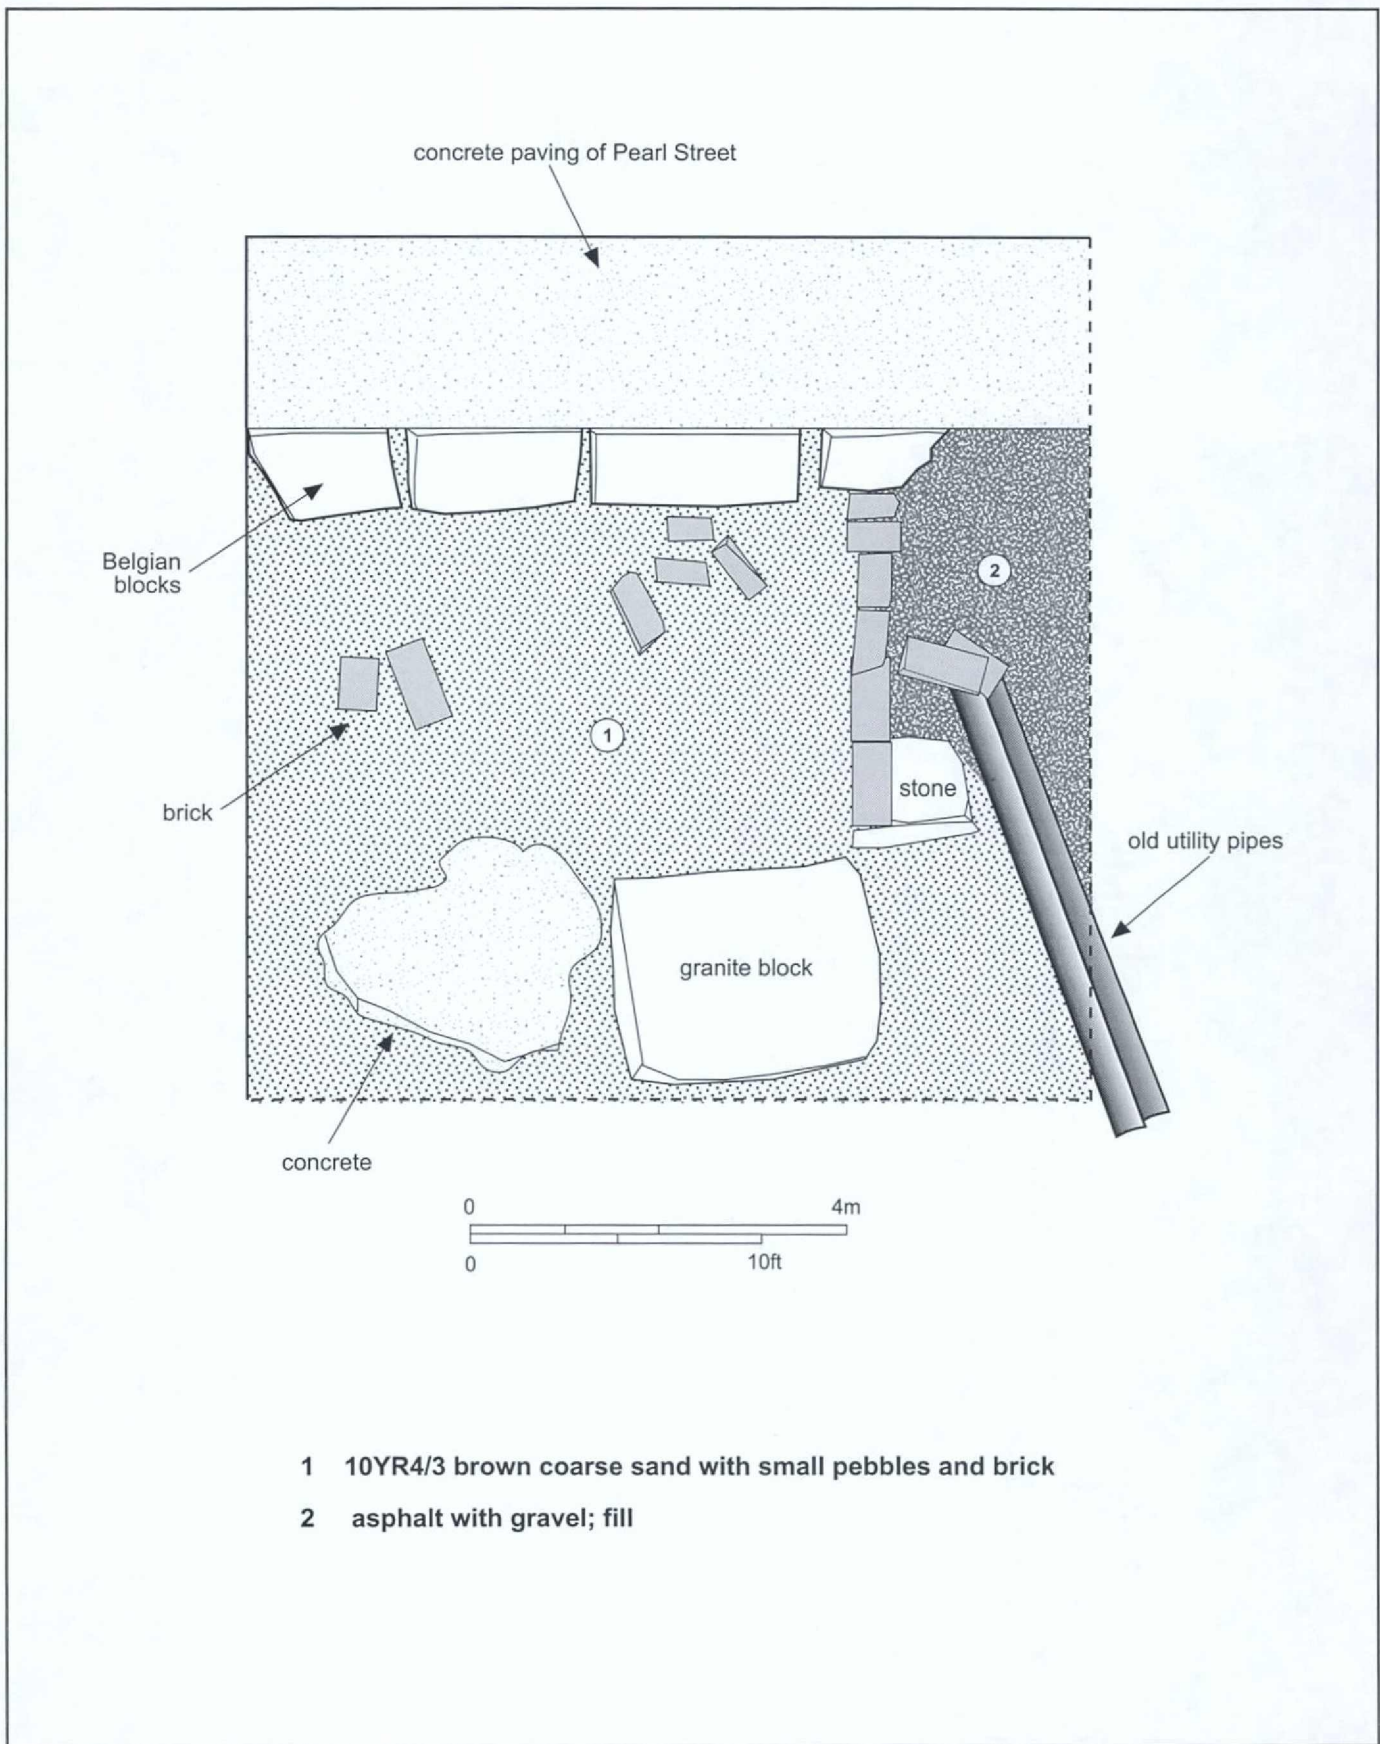 concrete paving of Pearl Street
Belgian
blocks
2
1
brick
stone
old utility pipes
granite block
concrete
0
4m
0
10ft
1 10YR4/3 brown coarse sand with small pebbles and brick
2 asphalt with gravel; fill